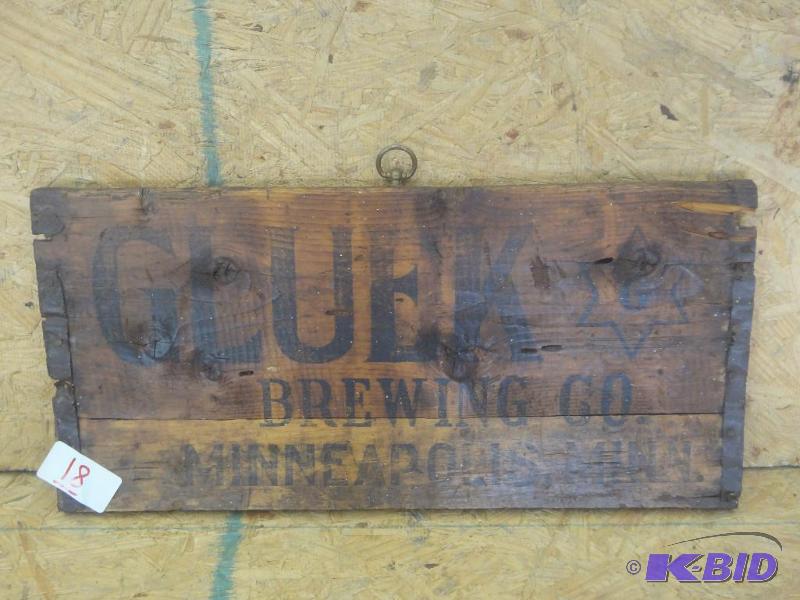 GLUEK G
BREWING CO.
MINNEAPOLIS, MINN.
18
© K-BID